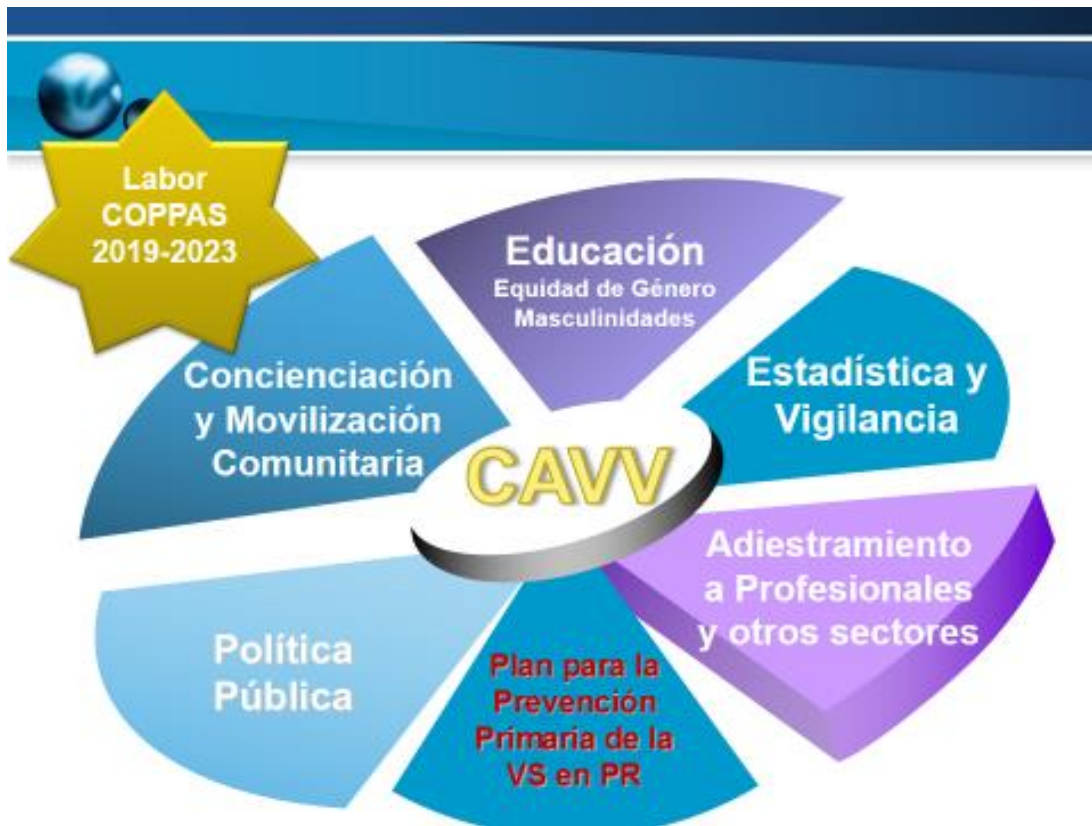 Labor
COPPAS
2019-2023
Educación
Equidad de Género
Masculinidades
Estadística y
Vigilancia
Adiestramiento
a Profesionales
y otros sectores
Plan para la
Prevención
Primaria de la
VS en PR
Política
Pública
Concienciación
y Movilización
Comunitaria
CAVV